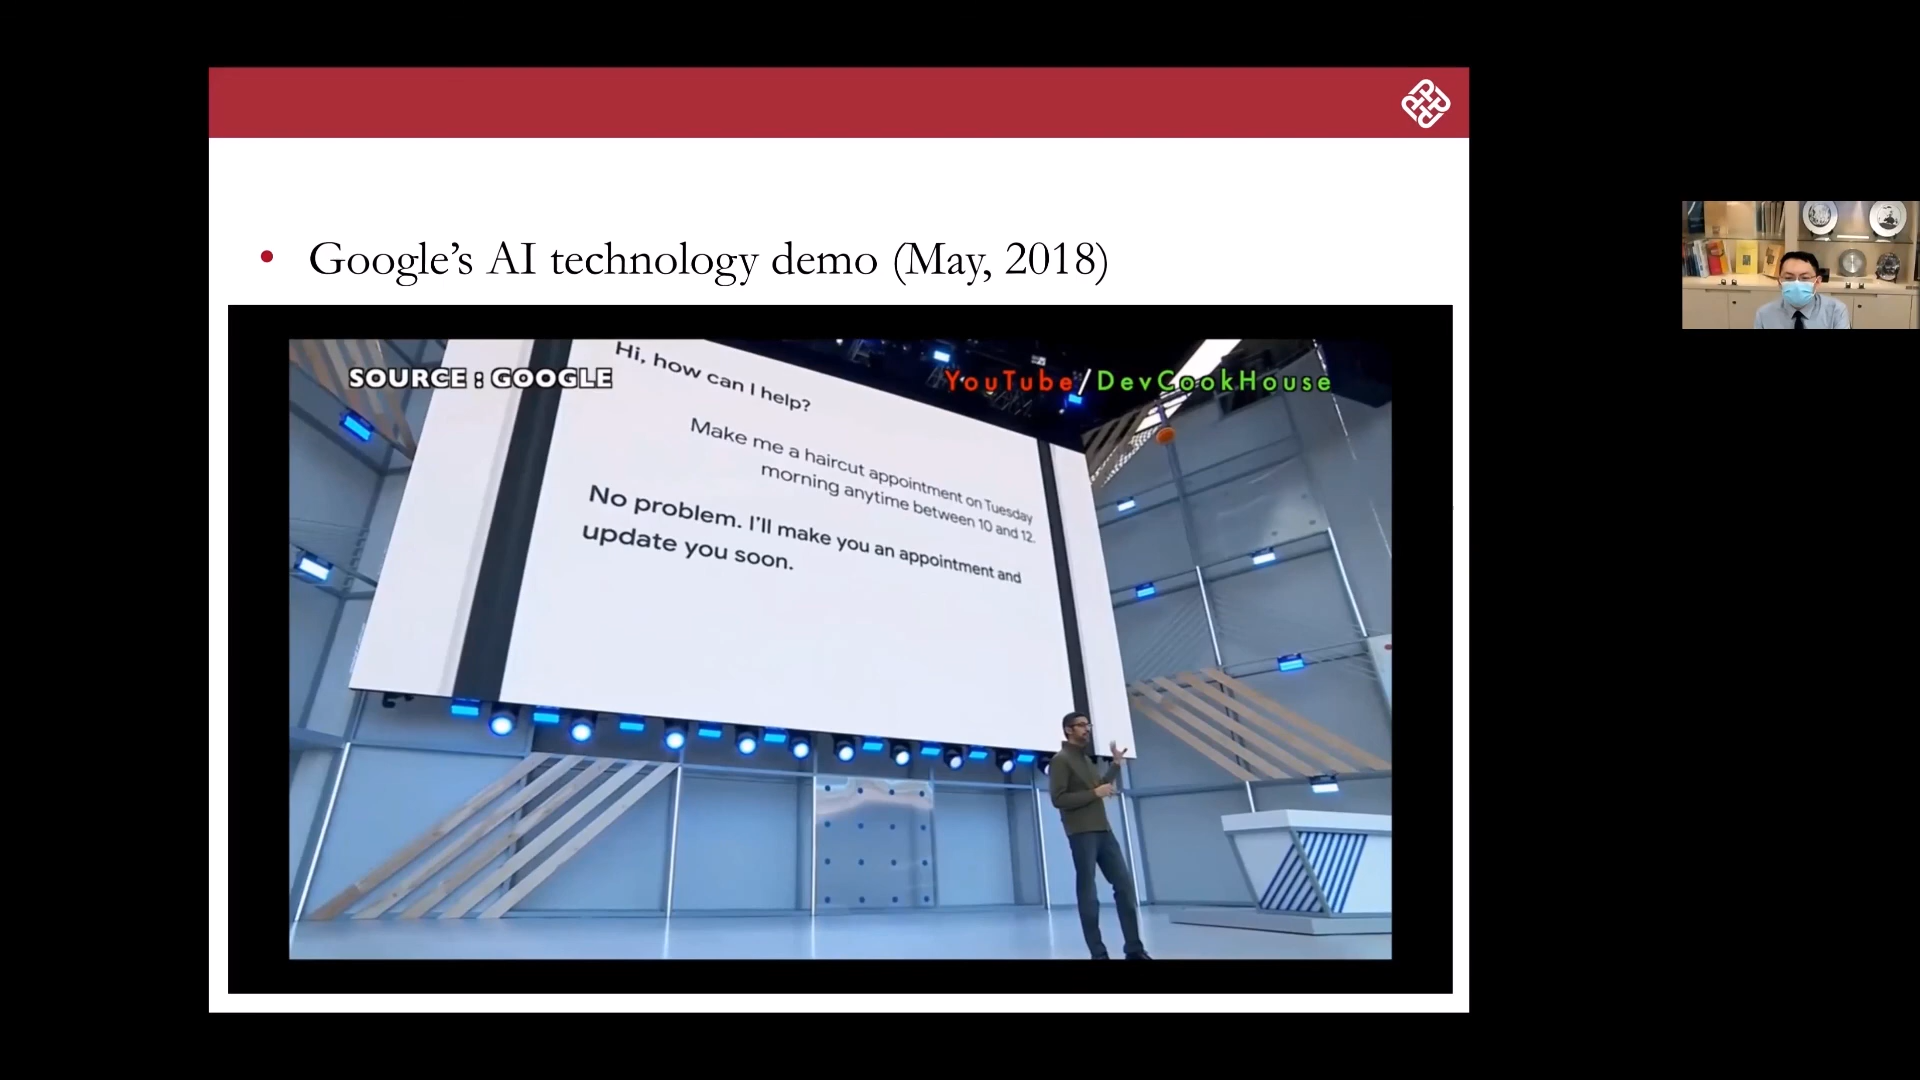 • Google’s AI technology demo (May, 2018)
SOURCE : GOOGLE
YouTube/DevCookHouse
Hi, how can I help?
Make me a haircut appointment on Tuesday
morning anytime between 10 and 12.
No problem. I’ll make you an appointment and
update you soon.